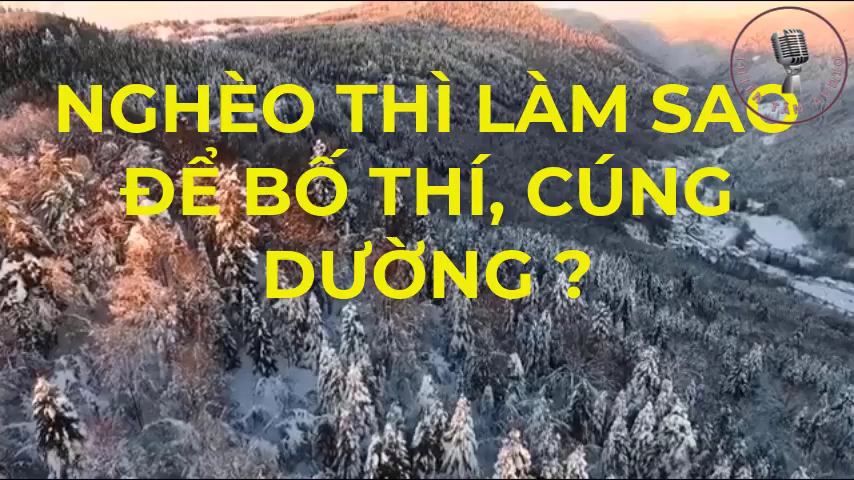 NGHÈO THÌ LÀM SAO
ĐỂ BỐ THÍ, CÚNG
DƯỜNG ?